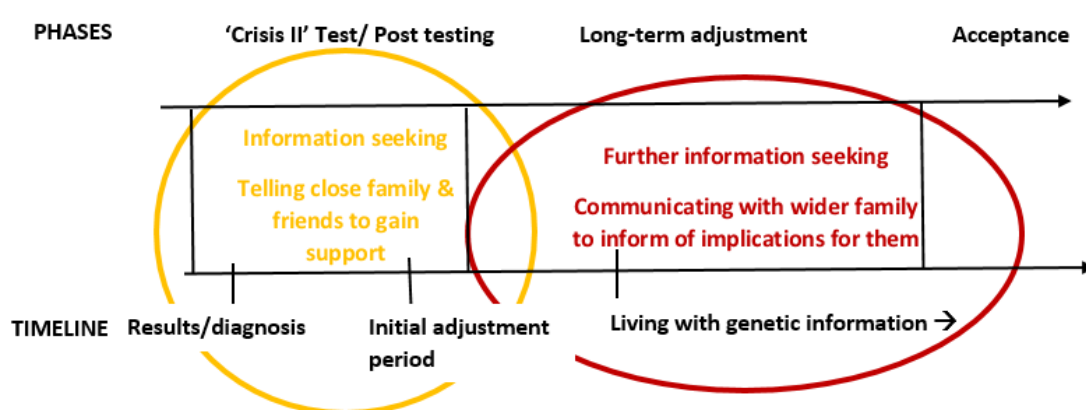 PHASES
‘Crisis II’ Test/ Post testing
Long-term adjustment
Acceptance
Information seeking
Telling close family &
friends to gain
support
Further information seeking
Communicating with wider family
to inform of implications for them
TIMELINE
Results/diagnosis
Initial adjustment
period
Living with genetic information →